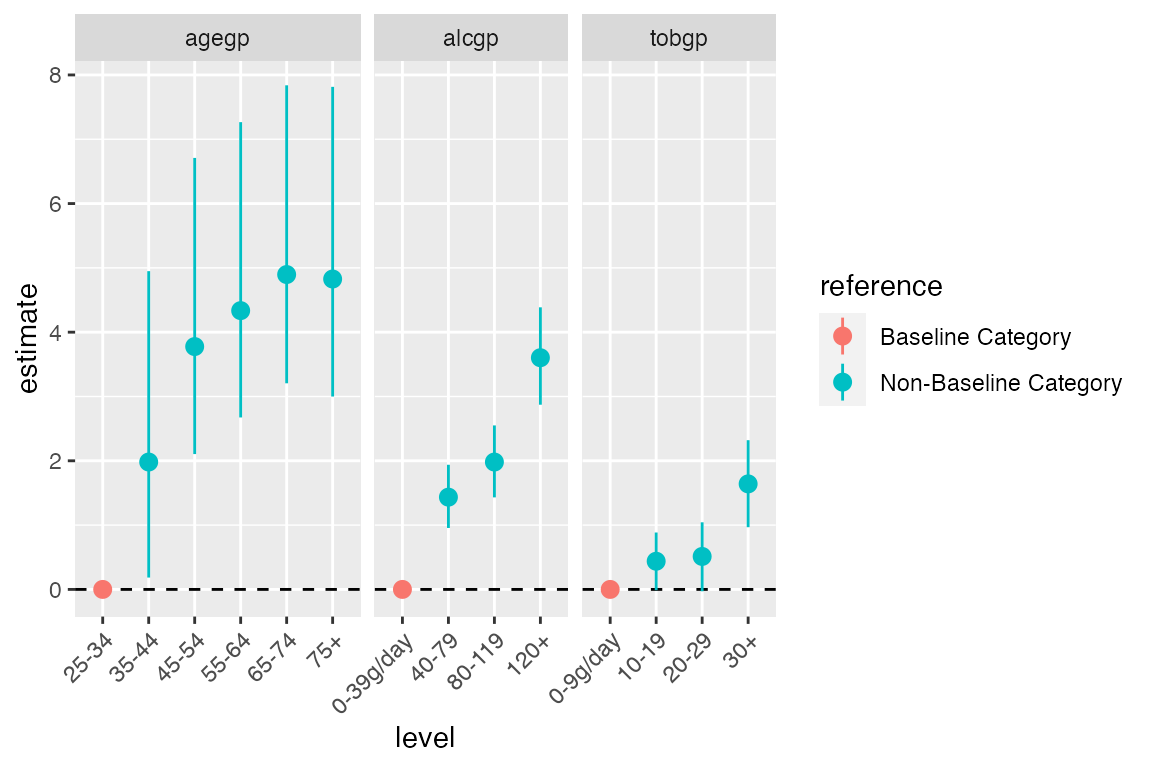 agegp alcgp tobgp
8
6
4
2
0
estimate
25-34 35-44 45-54 55-64 65-74 75+ 0-39g/day 40-79 80-119 120+ 0-9g/day 10-19 20-29 30+
level
reference
Baseline Category
Non-Baseline Category